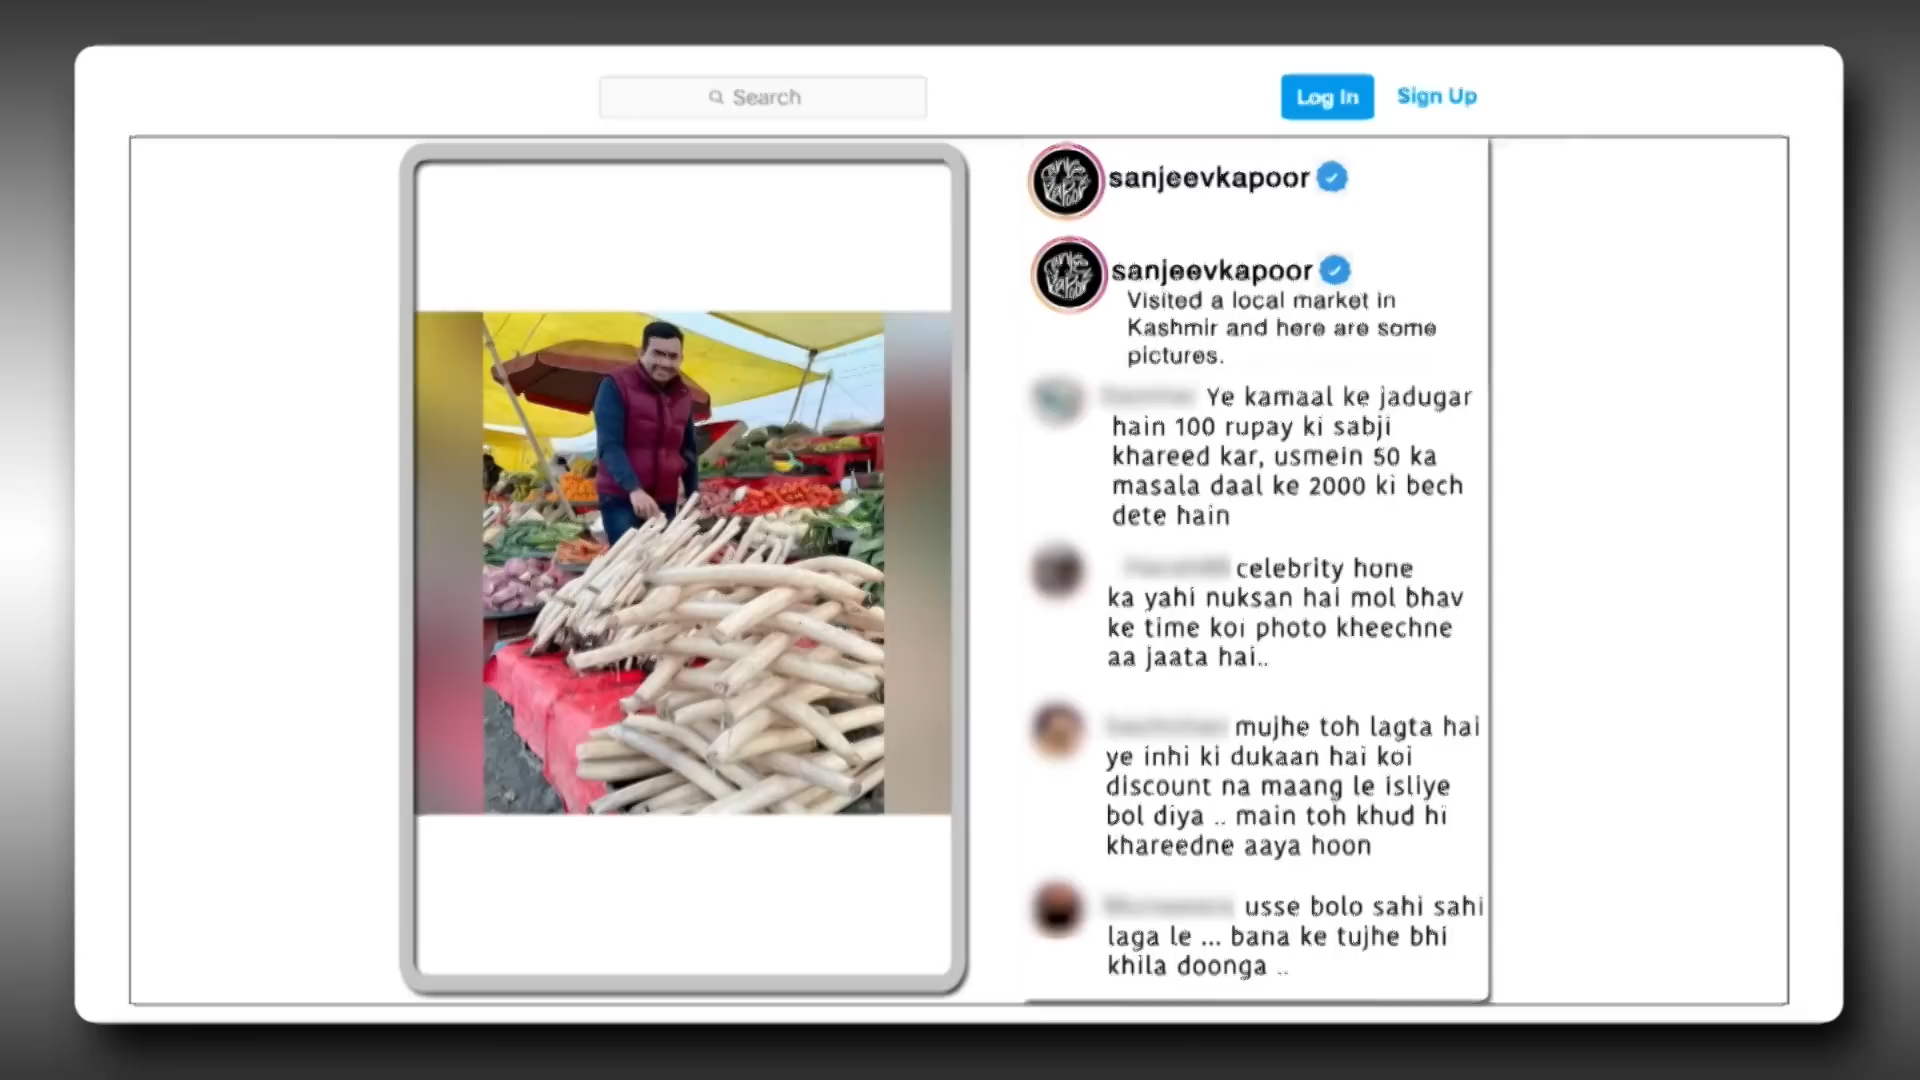 Search
Log In
Sign Up
sanjeevkapoor
sanjeevkapoor
Visited a local market in
Kashmir and here are some
pictures.
Ye kamaal ke jadugar
hain 100 rupay ki sabji
khareed kar, usmein 50 ka
masala daal ke 2000 ki bech
dete hain
celebrity hone
ka yahi nuksan hai mol bhav
ke time koi photo kheechne
aa jaata hai..
mujhe toh lagta hai
ye inhi ki dukaan hai koi
discount na maang le isliye
bol diya .. main toh khud hi
khareedne aaya hoon
usse bolo sahi sahi
laga le ... bana ke tujhe bhi
khila doonga ..